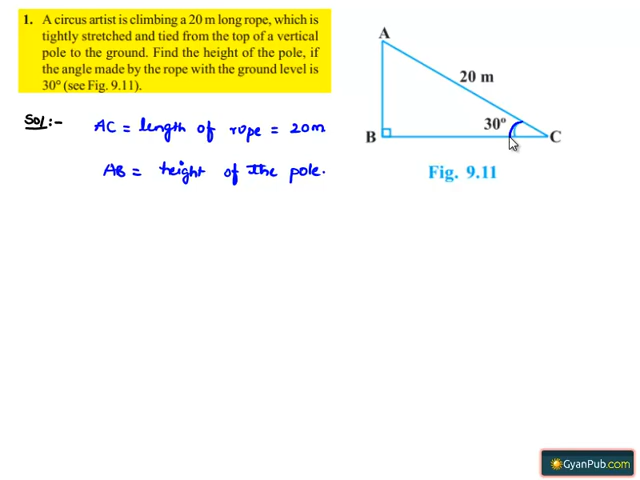 1. A circus artist is climbing a 20 m long rope, which is
tightly stretched and tied from the top of a vertical
pole to the ground. Find the height of the pole, if
the angle made by the rope with the ground level is
30° (see Fig. 9.11).
A
20 m
30°
B
C
Fig. 9.11
Sol:-
AC = length of rope = 20m
AB = height of the pole.
GyanPub.com